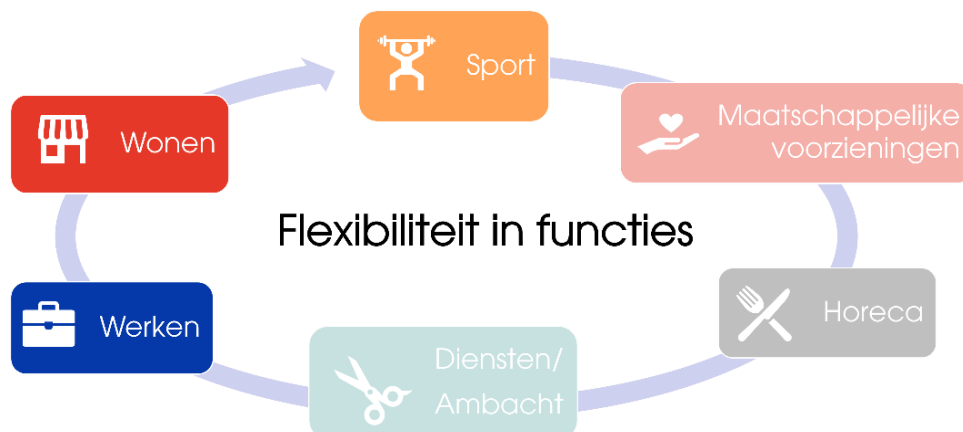 Sport
Maatschappelijke
voorzieningen
Wonen
Flexibiliteit in functies
Werken
Horeca
Diensten/
Ambacht